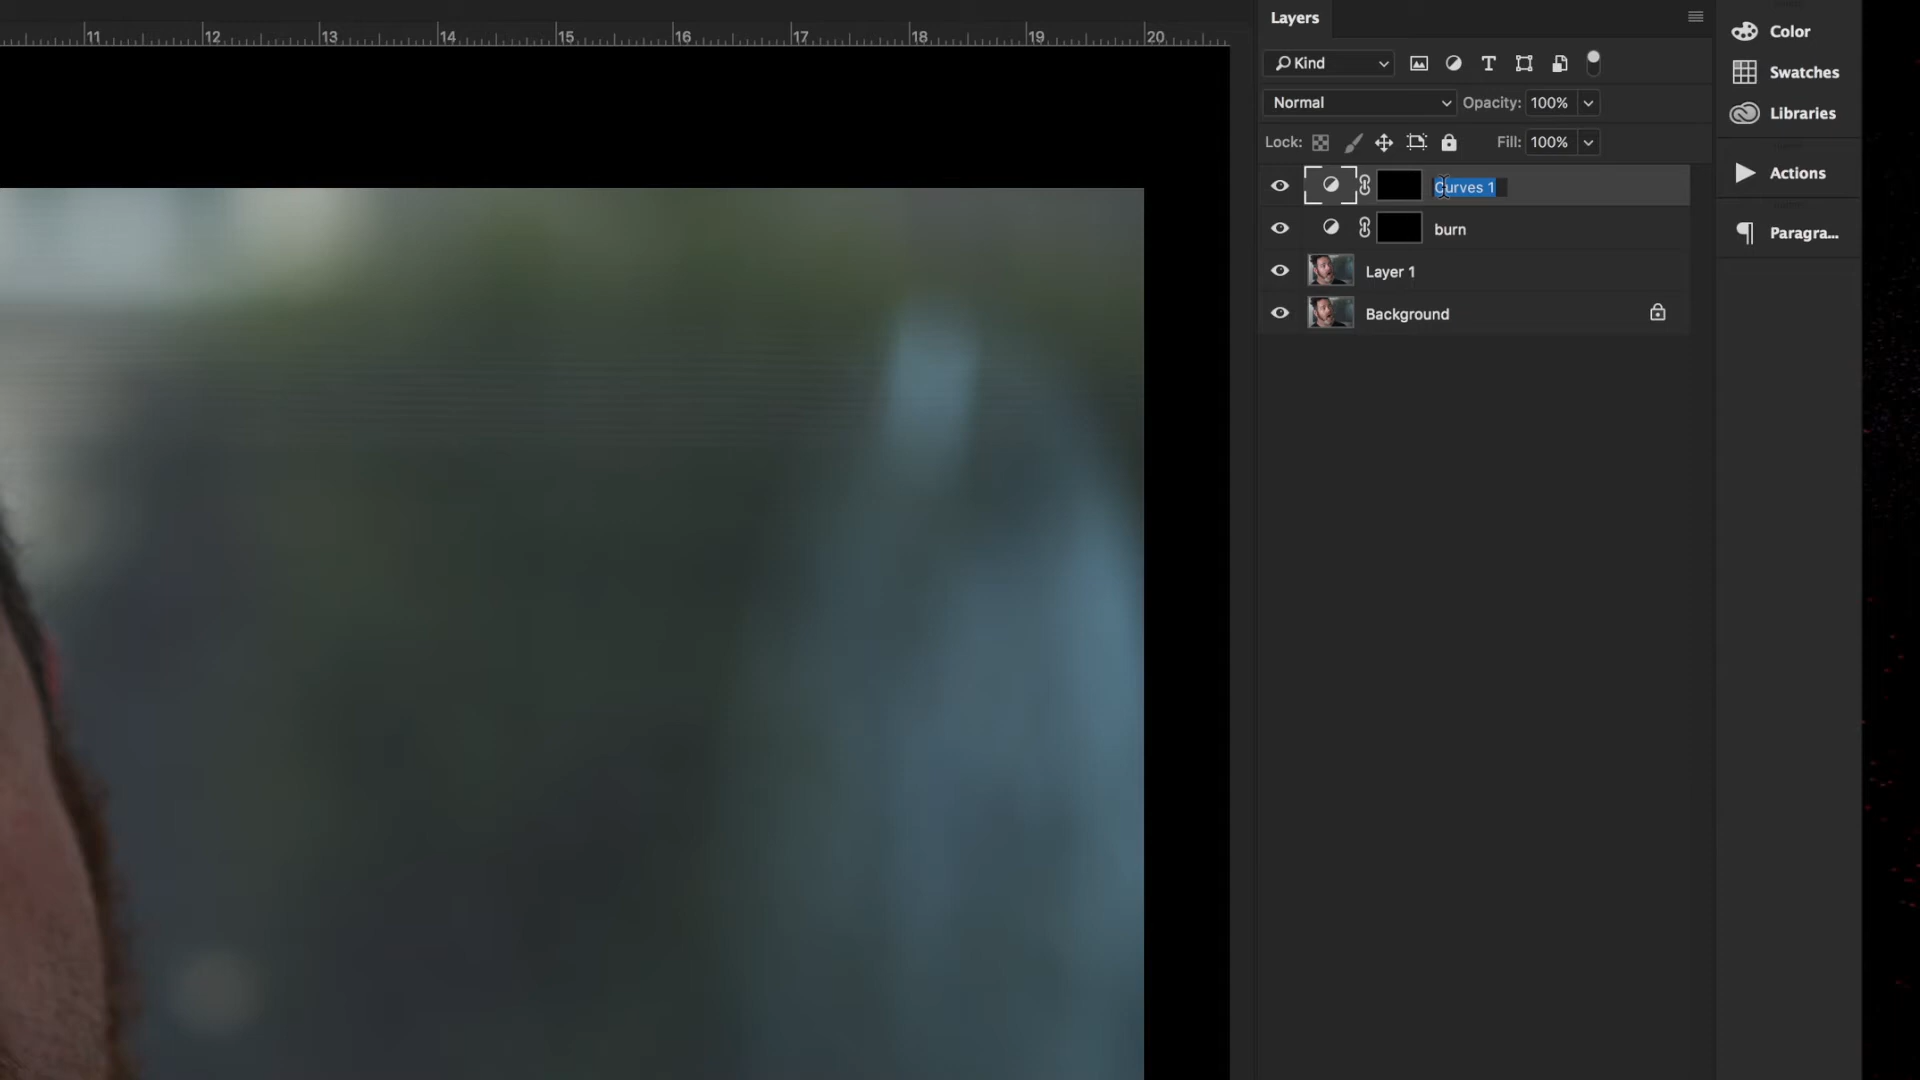 11 12 13 14 15 16 17 18 19 20
Layers
Kind
Normal Opacity: 100%
Lock: Fill: 100%
Curves 1
burn
Layer 1
Background
Color
Swatches
Libraries
Actions
Paragra...